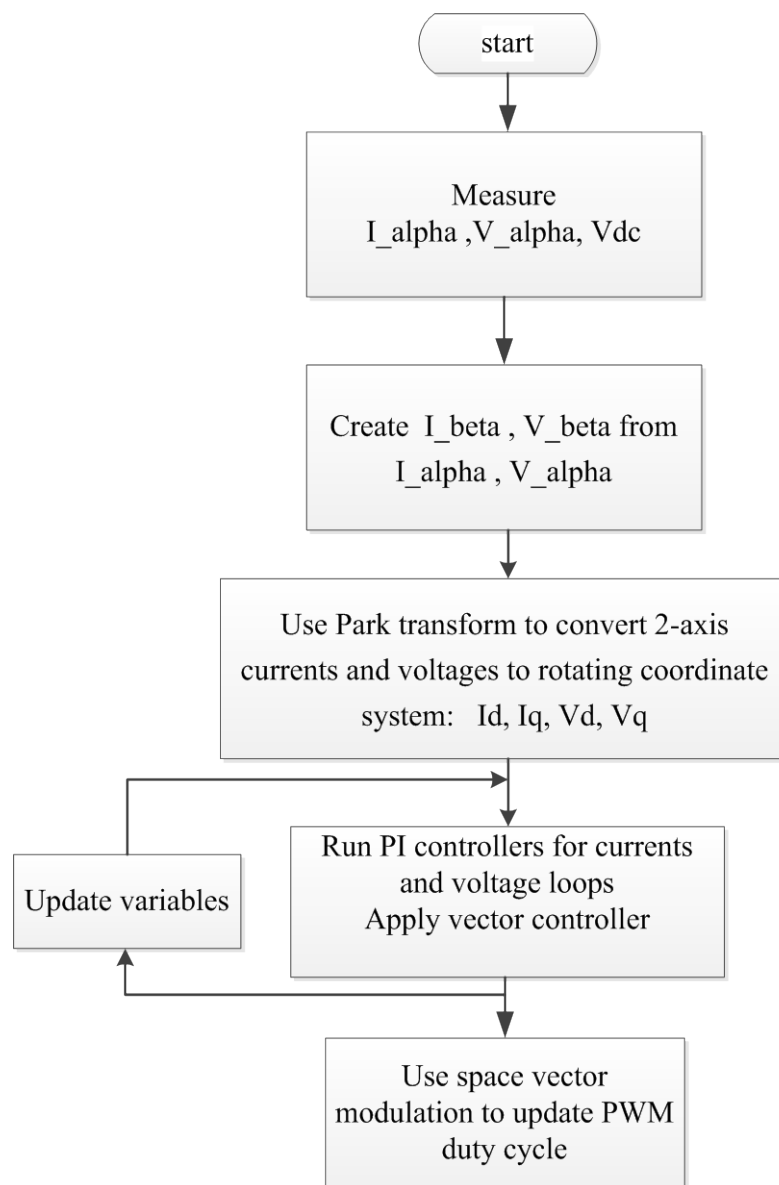 start
Measure
I_alpha ,V_alpha, Vdc
Create I_beta , V_beta from
I_alpha , V_alpha
Use Park transform to convert 2-axis
currents and voltages to rotating coordinate
system: Id, Iq, Vd, Vq
Run PI controllers for currents
and voltage loops
Apply vector controller
Update variables
Use space vector
modulation to update PWM
duty cycle